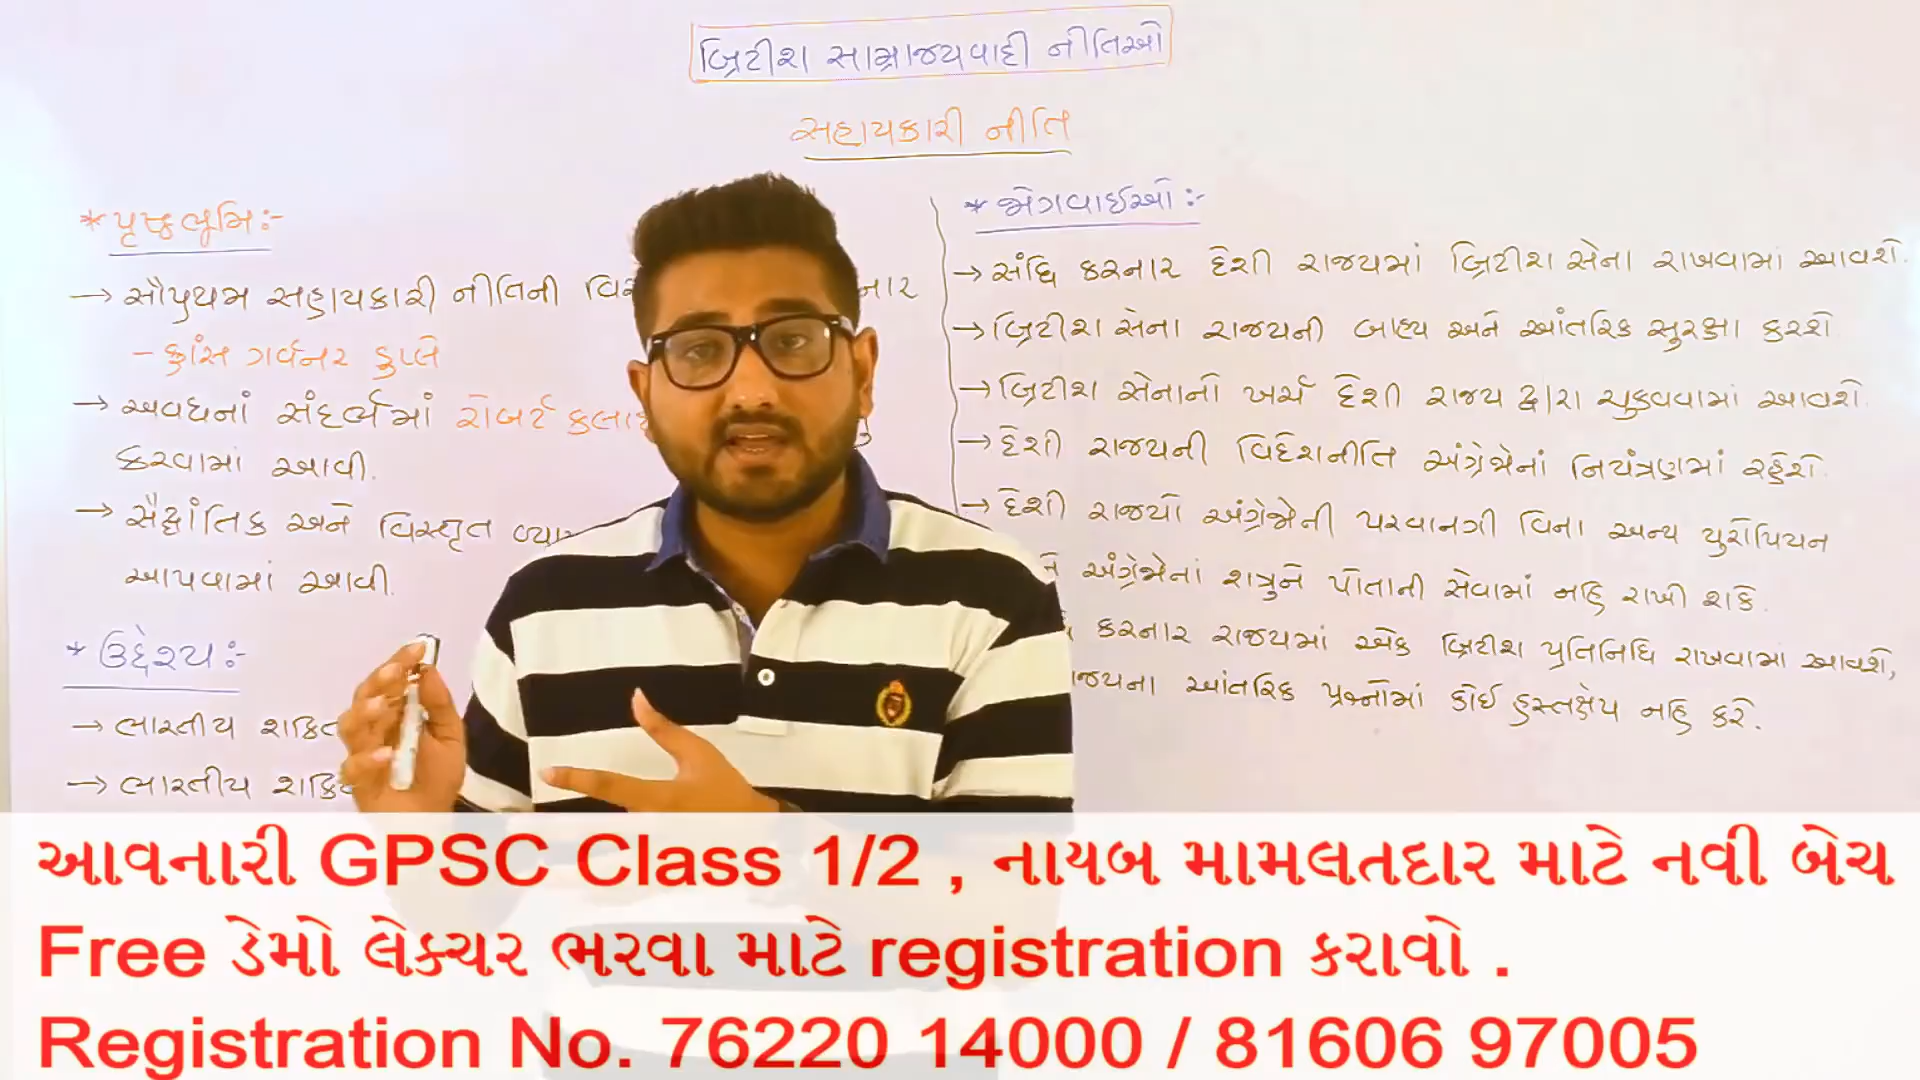 બ્રિટીશ સામ્રાજ્યવાદી નીતિઓ
સહાયકારી નીતિ
* પૃષ્ઠભૂમિ:-
→ સૌપ્રથમ સહાયકારી નીતિની
- ફ્રાંસ ગર્વનર ડુપ્લે
→ અવધનાં સંદર્ભમાં રોબર્ટ
કરવામાં આવી.
→ સૈદ્ધાંતિક અને વિસ્તૃત
આપવામાં આવી.
* ઉદ્દેશ્ય:-
→ ભારતીય
→ ભારતીય
* જોગવાઈઓ:-
→ સંધિ કરનાર દેશી રાજ્યમાં બ્રિટીશ સેના રાખવામાં આવશે.
→ બ્રિટીશ સેના રાજ્યની બાહ્ય અને આંતરિક સુરક્ષા કરશે
→ બ્રિટીશ સેનાનો ખર્ચ દેશી રાજ્ય દ્વારા ચુકવવામાં આવશે.
→ દેશી રાજ્યની વિદેશનીતિ અંગ્રેજોનાં નિયંત્રણમાં રહેશે.
→ દેશી રાજ્યો અંગ્રેજોની પરવાનગી વિના અન્ય યુરોપિયન
અંગ્રેજોનાં શત્રુને પોતાની સેવામાં નહિ રાખી શકે.
કરનાર રાજ્યમાં એક બ્રિટીશ પ્રતિનિધિ રાખવામાં આવશે,
આંતરિક પ્રશ્નોમાં કોઈ હસ્તક્ષેપ નહિ કરે.
આવનારી GPSC Class 1/2 , નાયબ મામલતદાર માટે નવી બેચ
Free ડેમો લેક્ચર ભરવા માટે registration કરાવો .
Registration No. 76220 14000 / 81606 97005